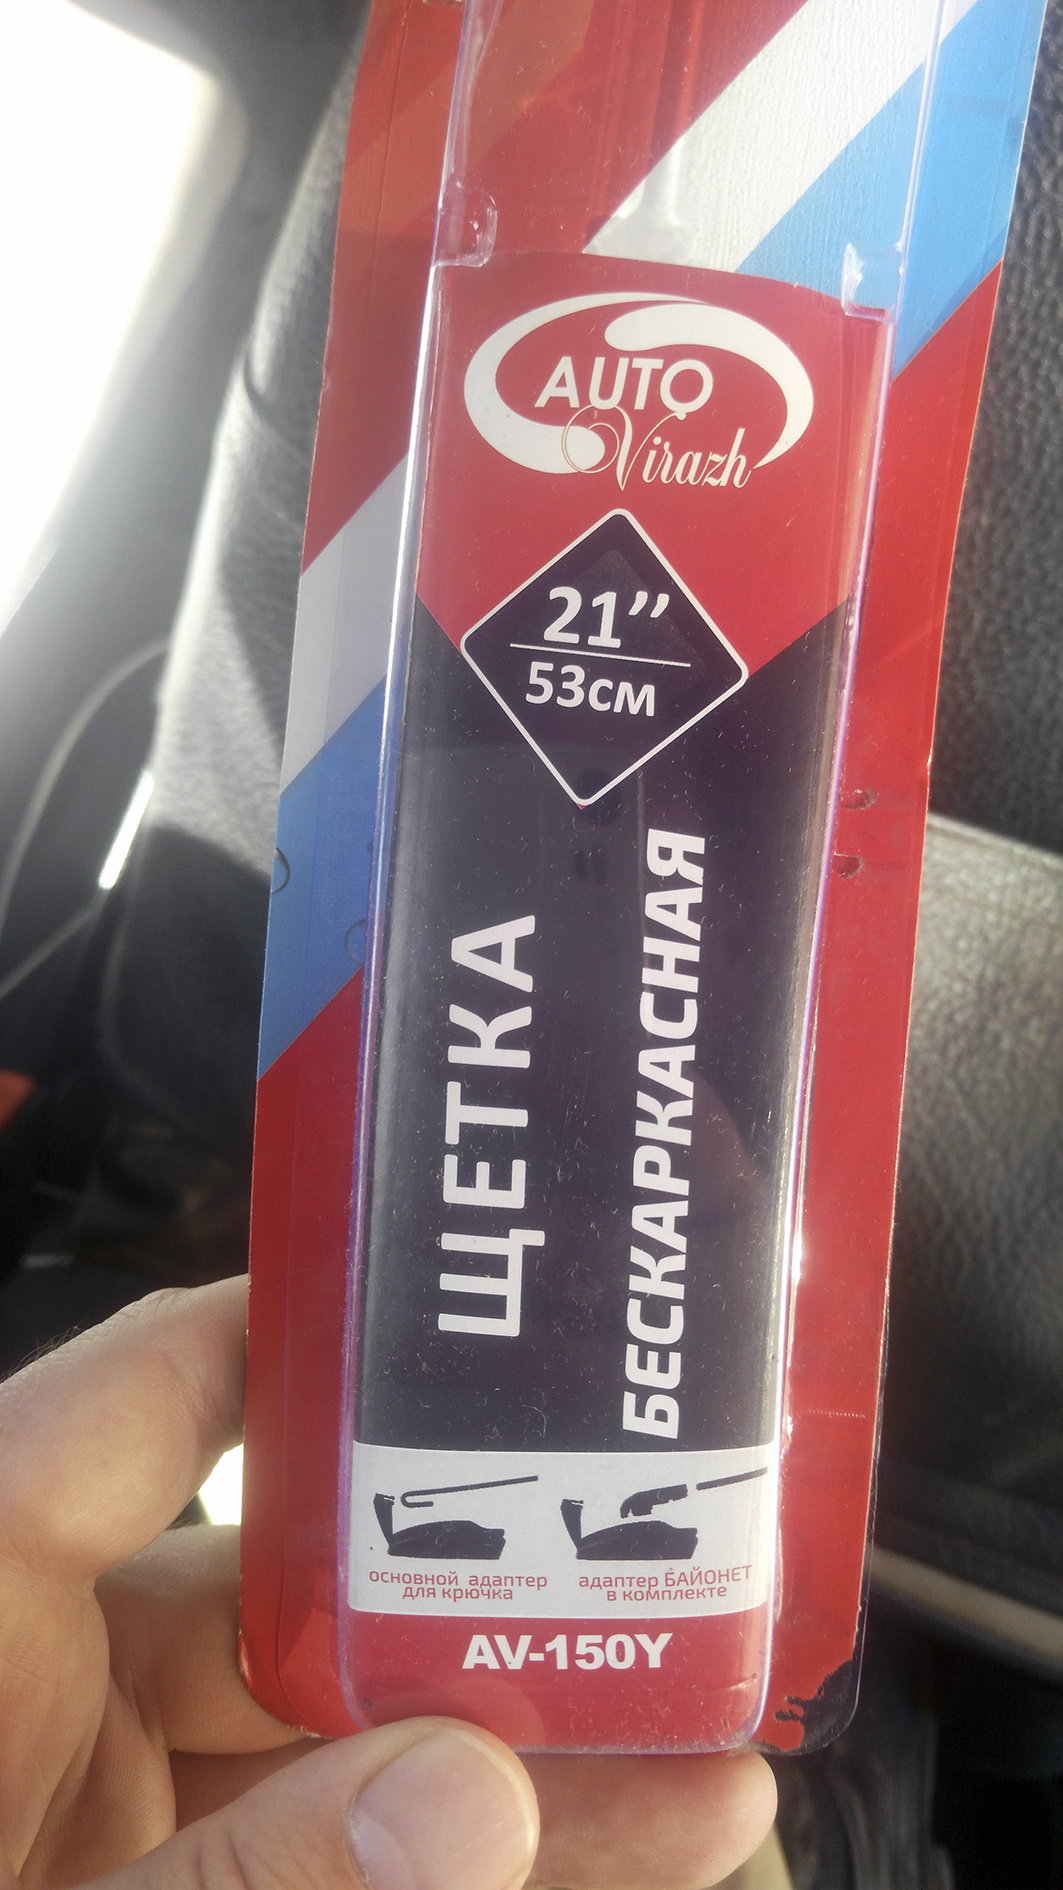 AUTO
Virazh
21’’
53см
ЩЕТКА
БЕСКАРКАСНАЯ
основной адаптер
для крючка
адаптер БАЙОНЕТ
в комплекте
AV-150Y